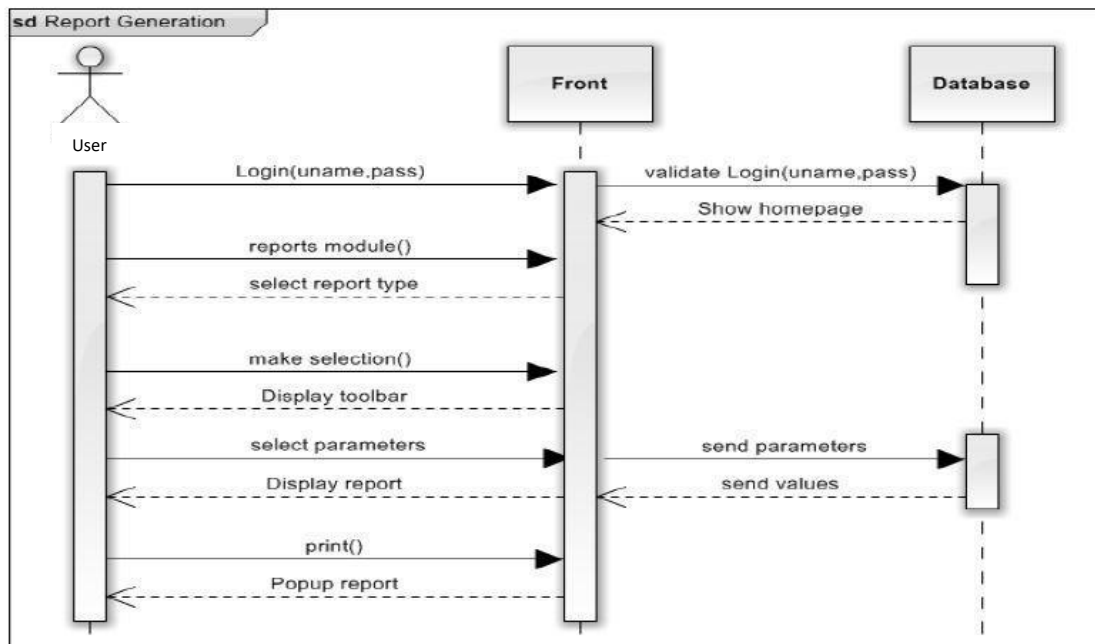 sd Report Generation
Front
Database
User
Login(uname,pass)
validate Login(uname,pass)
Show homepage
reports module()
select report type
make selection()
Display toolbar
select parameters
send parameters
Display report
send values
print()
Popup report